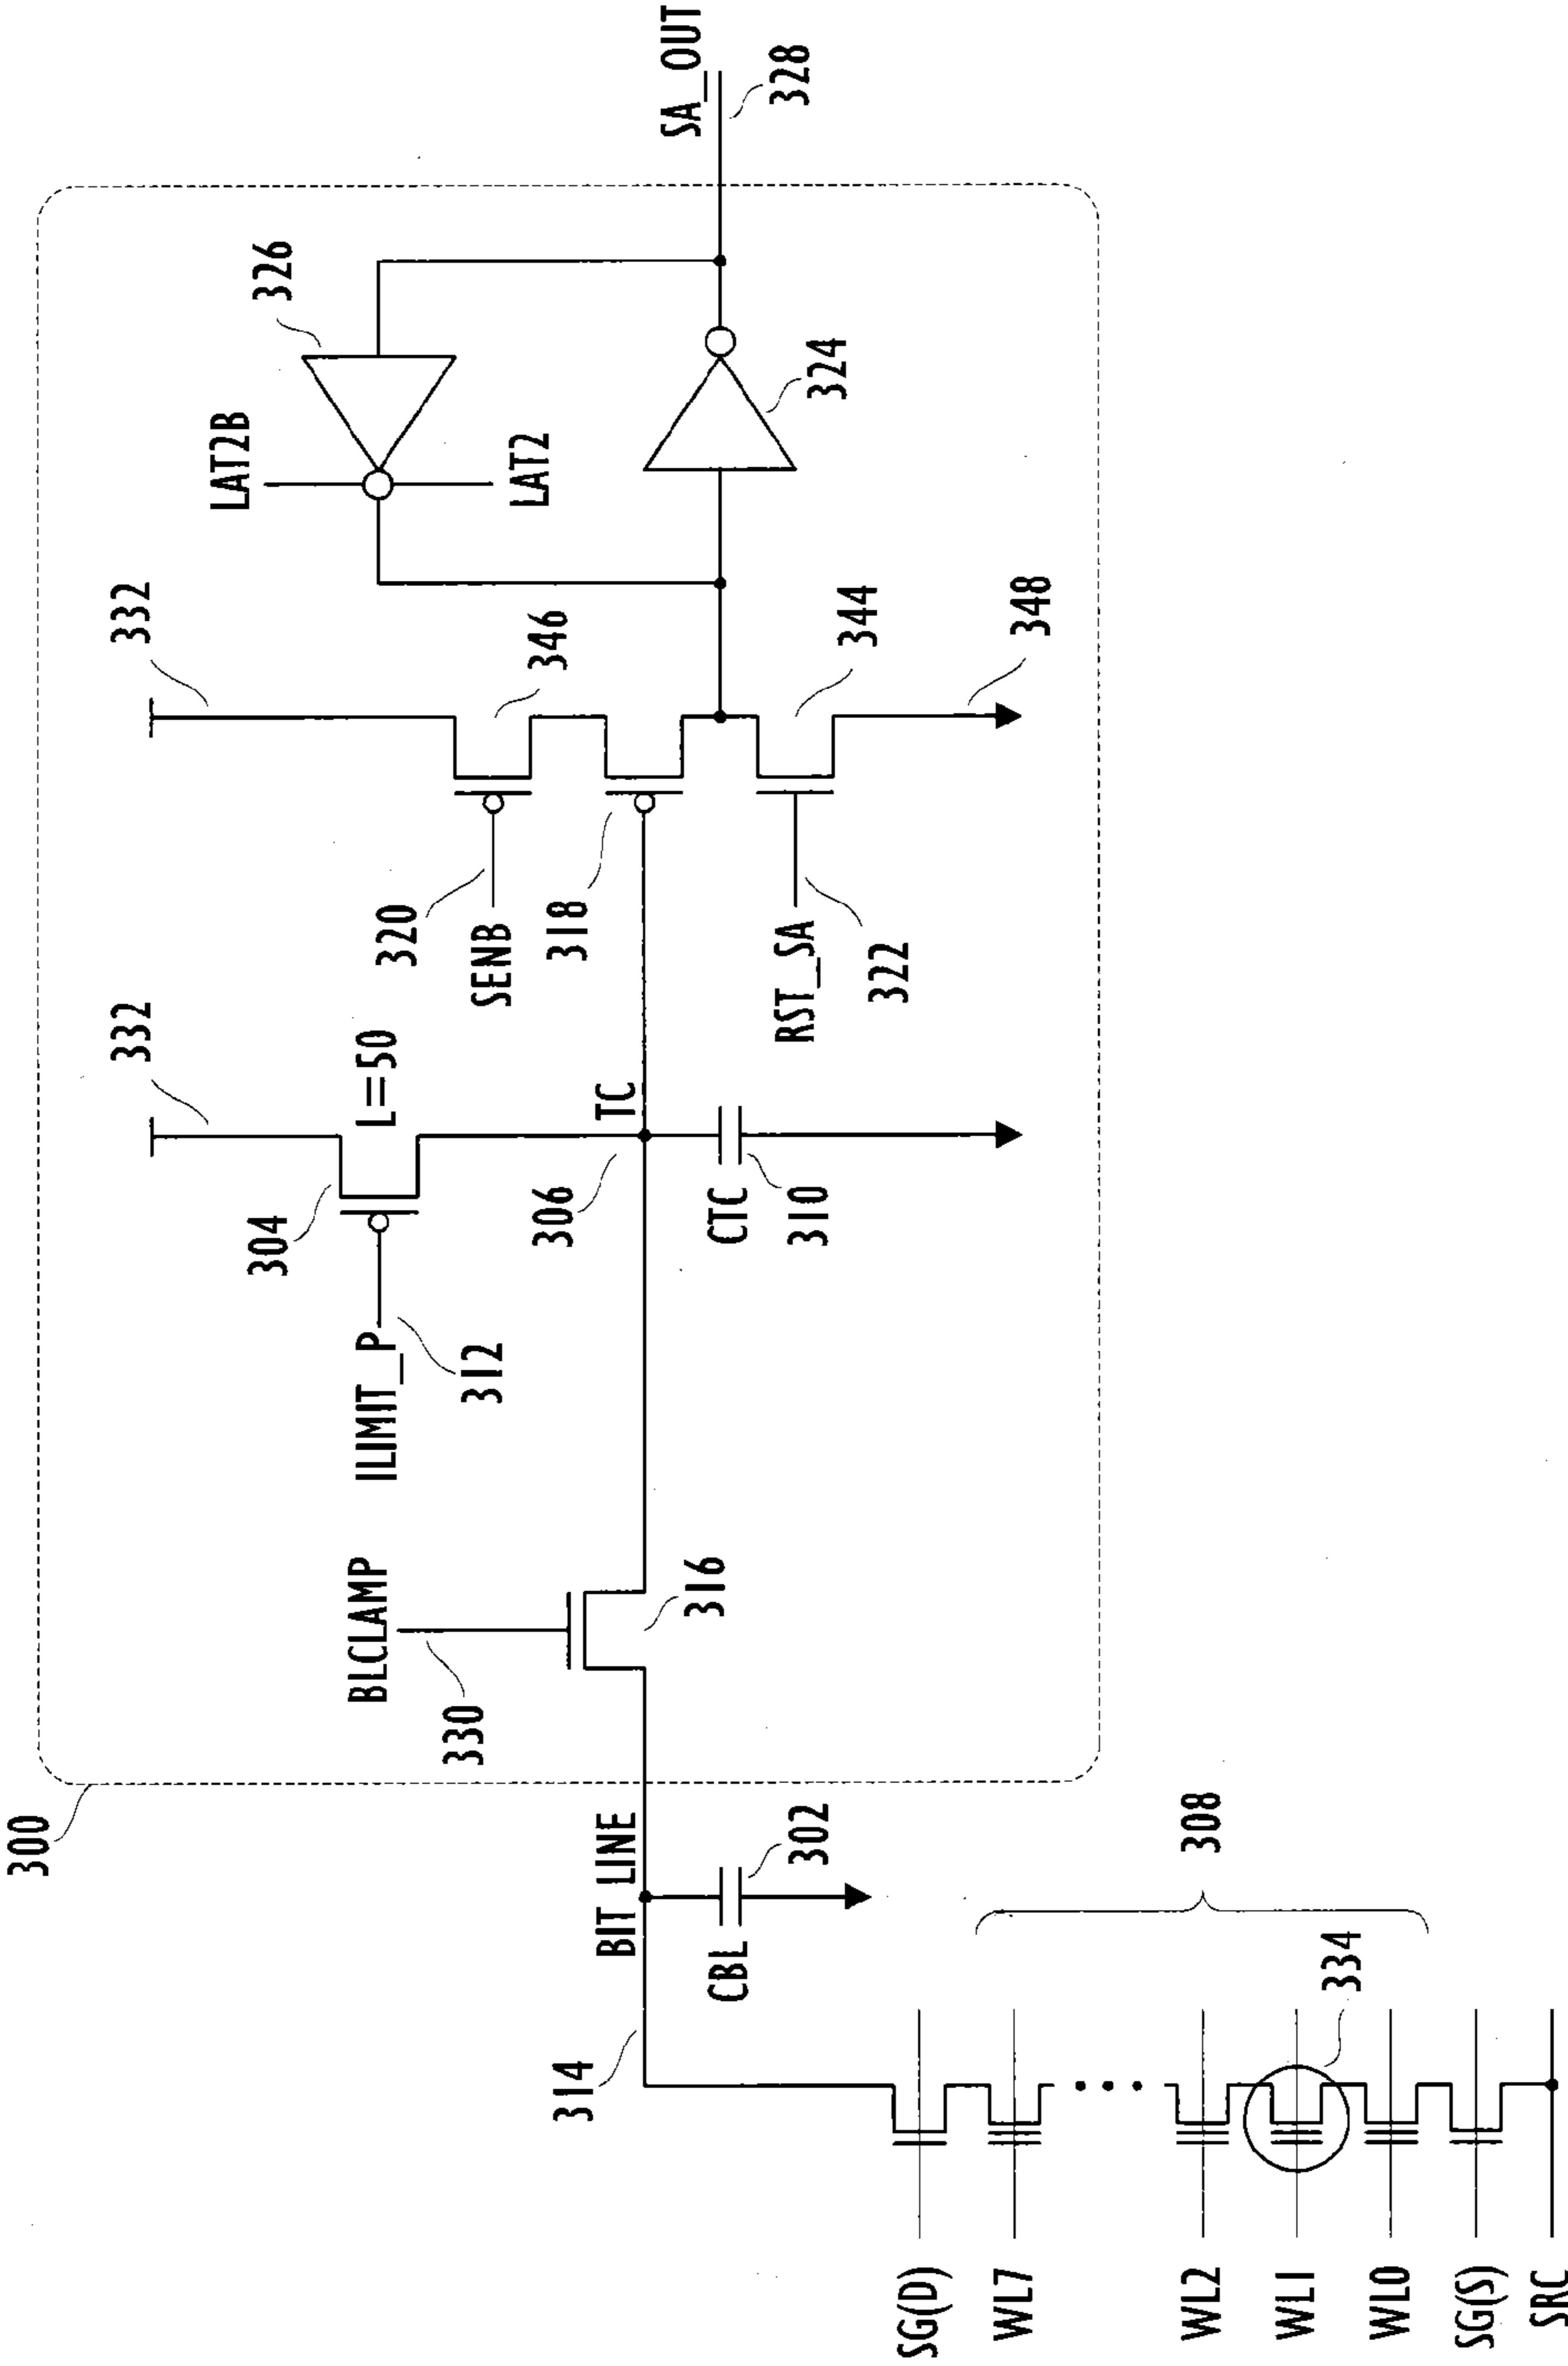 300
BIT LINE
314
CBL
302
308
334
SG(D)
WL7
WL2
WL1
WL0
SG(S)
SRC
BLCLAMP
330
316
ILIMIT_P
312
304
L=50
332
TC
306
CTC
310
332
320
SENB
318
346
RST_SA
322
344
348
LAT2B
LAT2
326
324
SA_OUT
328